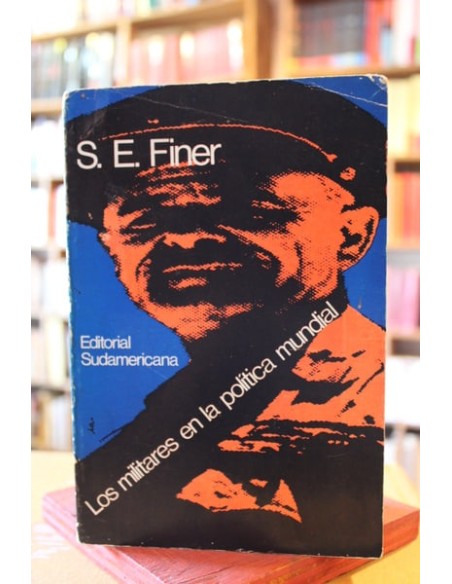 S. E. Finer
Editorial
Sudamericana
Los militares en la política mundial